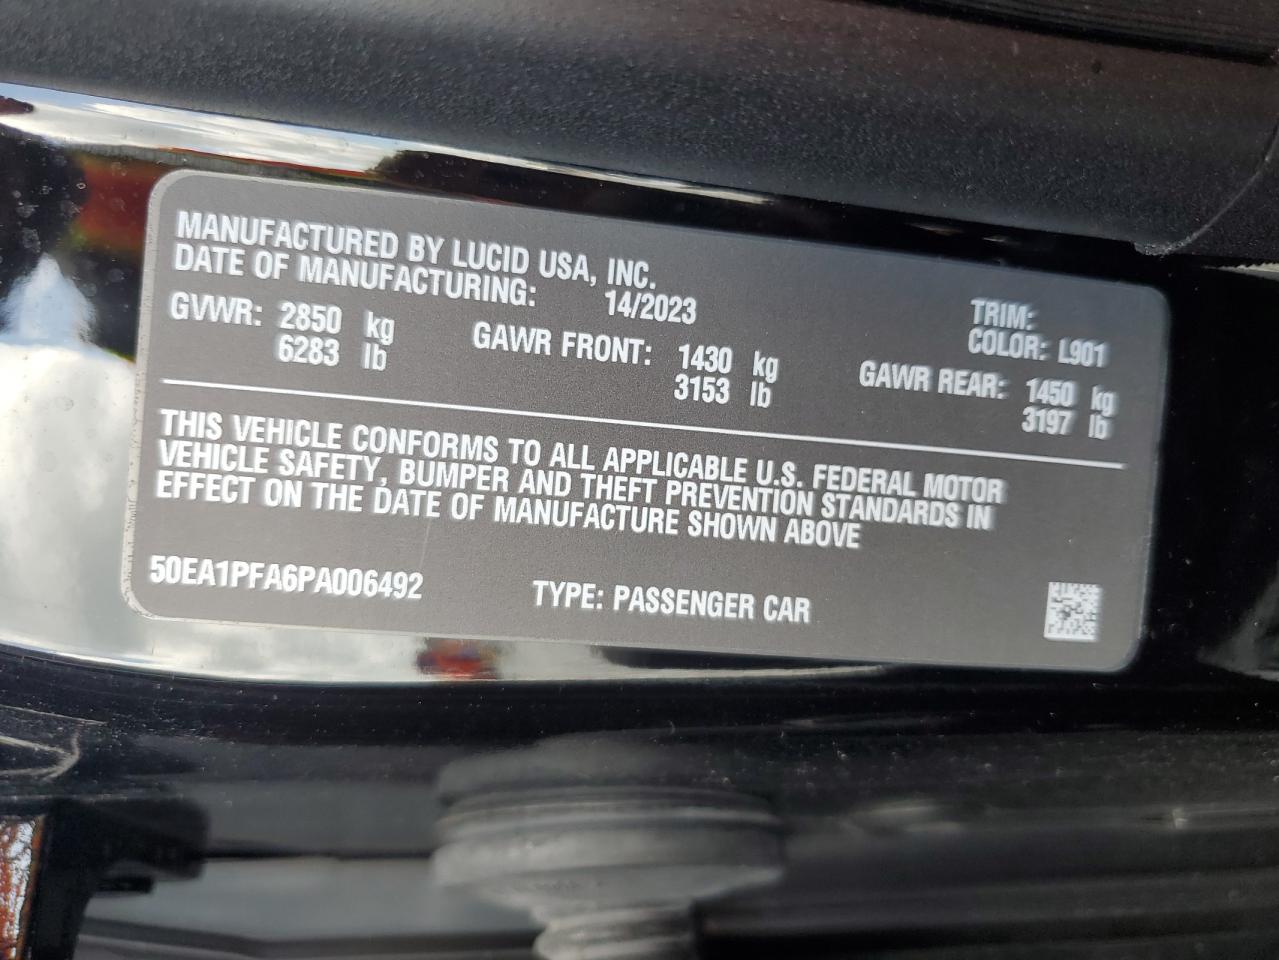 MANUFACTURED BY LUCID USA, INC.
DATE OF MANUFACTURING: 14/2023
TRIM:
COLOR: L901
GVWR: 2850 kg
6283 lb
GAWR FRONT: 1430 kg
3153 lb
GAWR REAR: 1450 kg
3197 lb
THIS VEHICLE CONFORMS TO ALL APPLICABLE U.S. FEDERAL MOTOR
VEHICLE SAFETY, BUMPER AND THEFT PREVENTION STANDARDS IN
EFFECT ON THE DATE OF MANUFACTURE SHOWN ABOVE
50EA1PFA6PA006492
TYPE: PASSENGER CAR